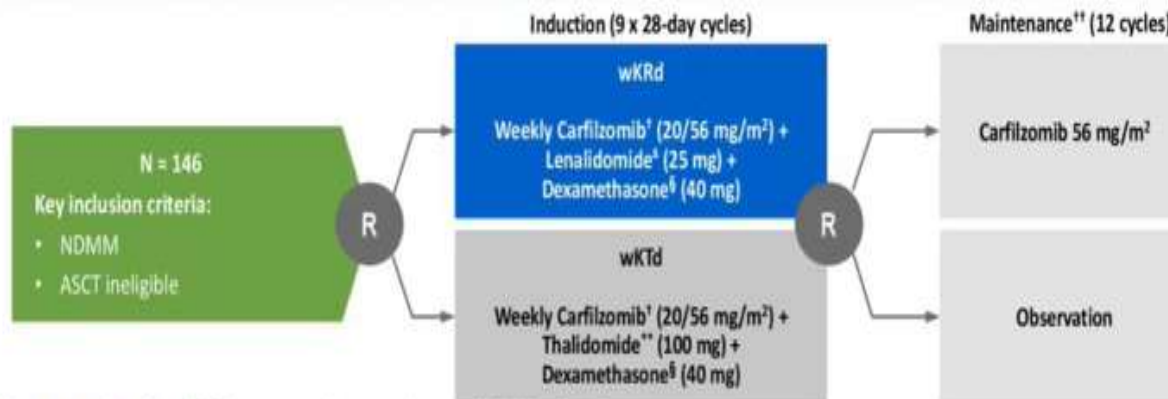 Induction (9 x 28-day cycles)
Maintenance†† (12 cycles)
N = 146
Key inclusion criteria:
• NDMM
• ASCT ineligible
R
wKRd
Weekly Carfilzomib† (20/56 mg/m²) +
Lenalidomide‡ (25 mg) +
Dexamethasone§ (40 mg)
wKTd
Weekly Carfilzomib† (20/56 mg/m²) +
Thalidomide** (100 mg) +
Dexamethasone§ (40 mg)
R
Carfilzomib 56 mg/m²
Observation